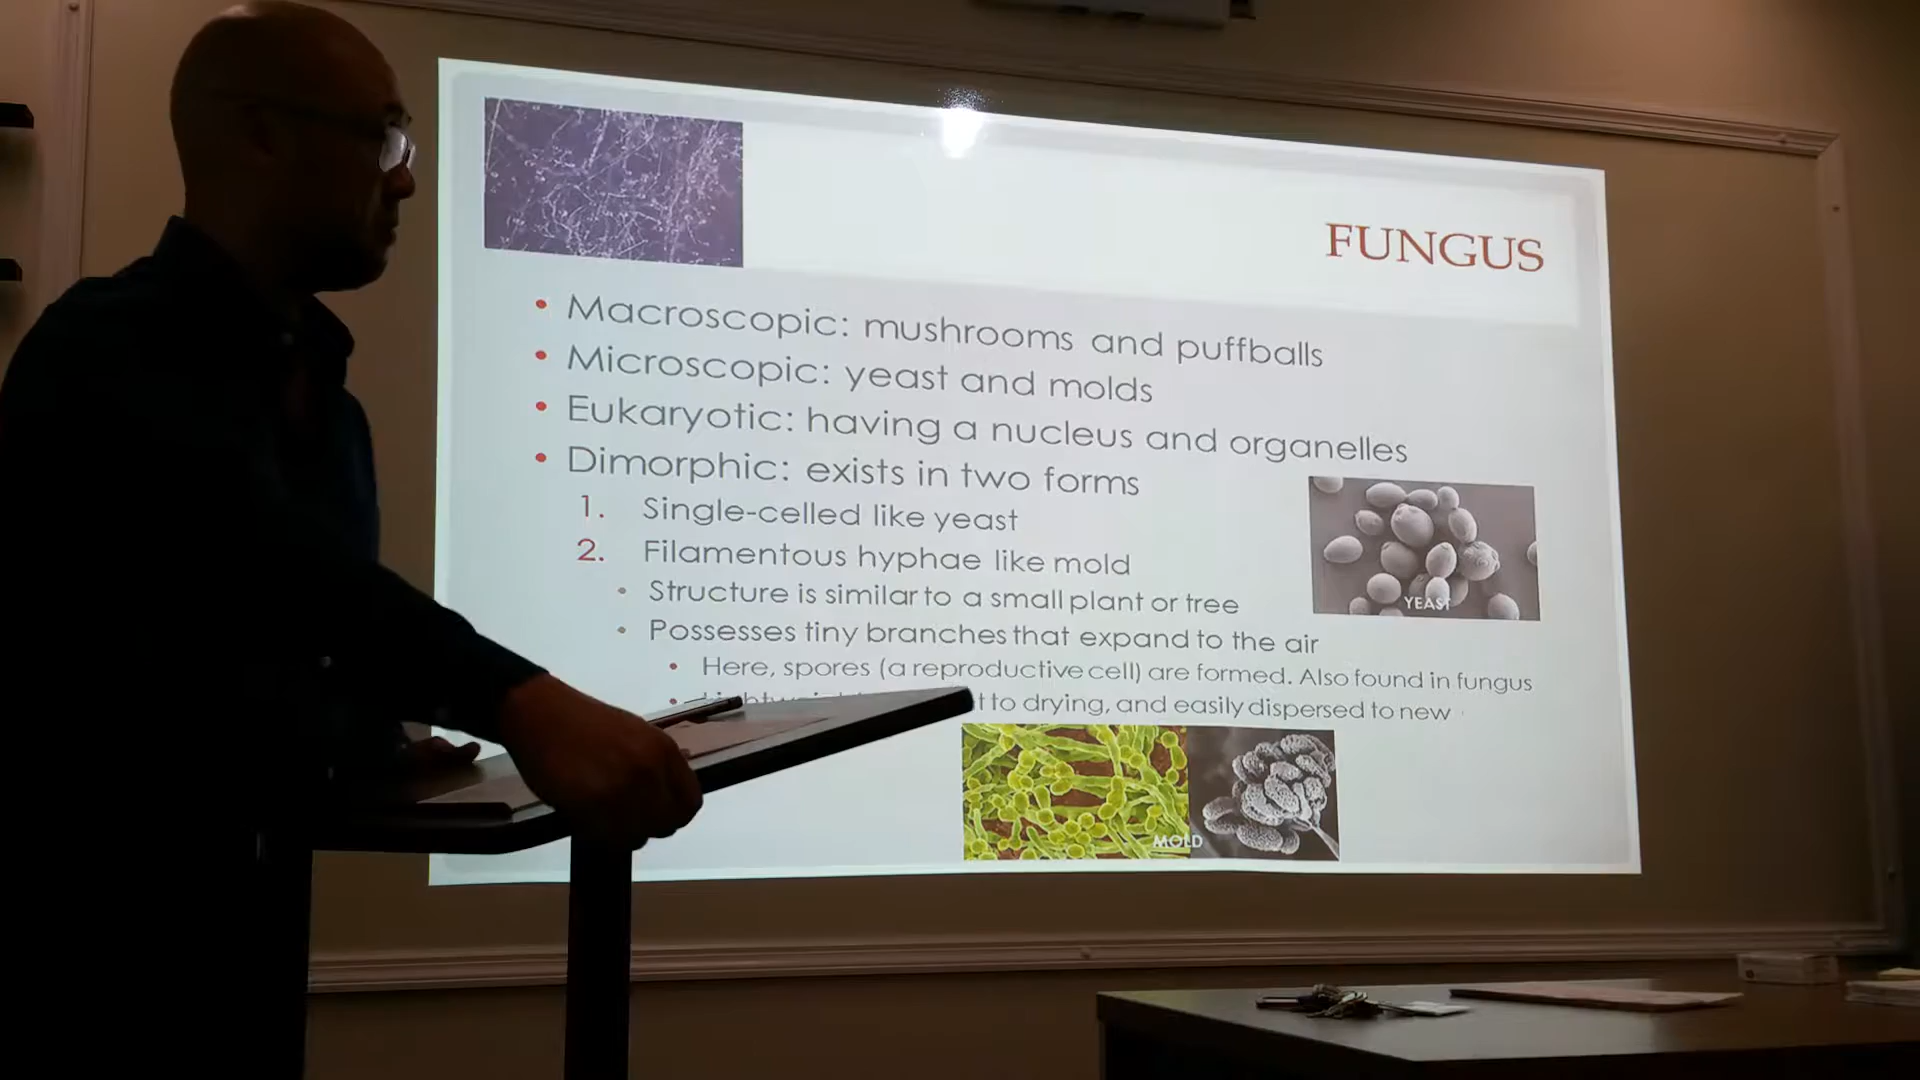 FUNGUS
• Macroscopic: mushrooms and puffballs
• Microscopic: yeast and molds
• Eukaryotic: having a nucleus and organelles
• Dimorphic: exists in two forms
1. Single-celled like yeast
2. Filamentous hyphae like mold
• Structure is similar to a small plant or tree
• Possesses tiny branches that expand to the air
• Here, spores (a reproductive cell) are formed. Also found in fungus
• to drying, and easily dispersed to new
YEAST
MOLD